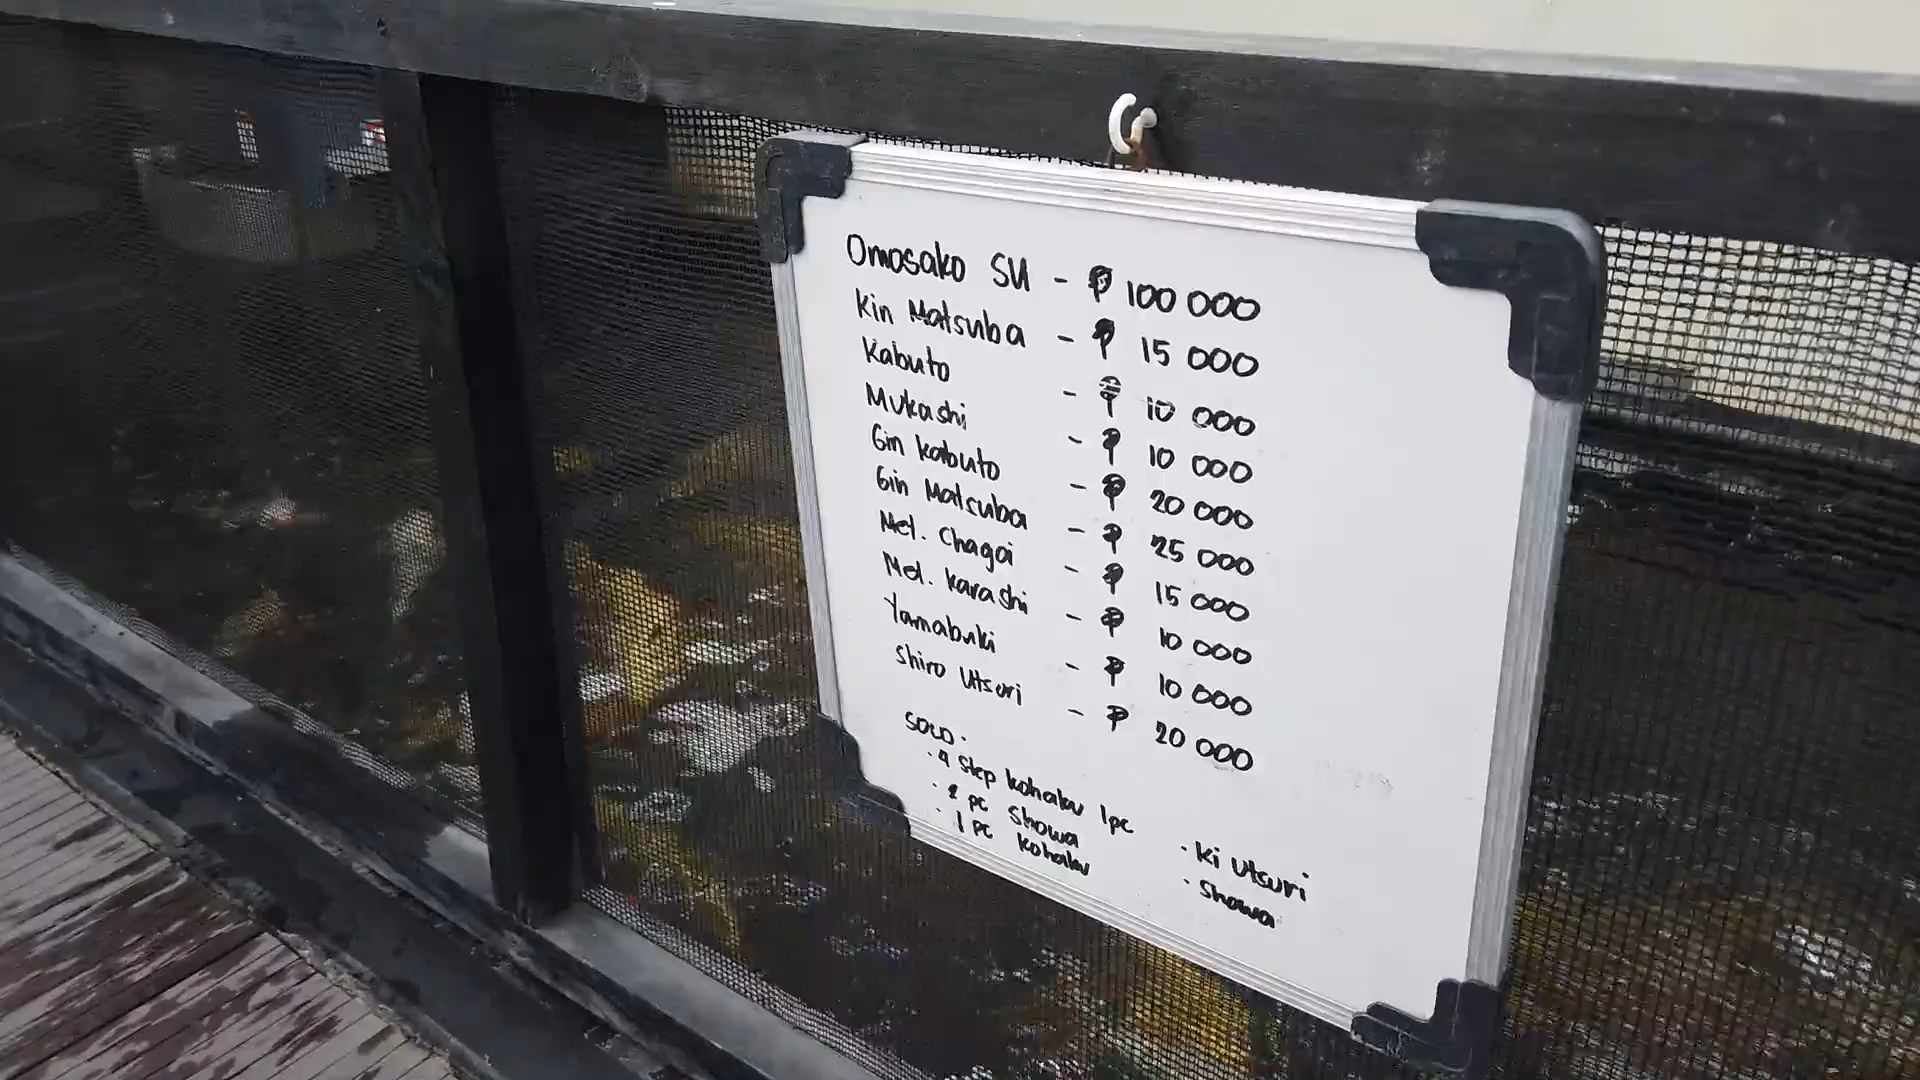 Omosako SU - ₱ 100 000
Kin Matsuba - ₱ 15 000
Kabuto - ₱ 10 000
Mukashi - ₱ 10 000
Gin Kabuto - ₱ 20 000
Gin Matsuba - ₱ 25 000
Met. Chagoi - ₱ 15 000
Met. Karashi - ₱ 10 000
Yamabuki - ₱ 10 000
Shiro Utsuri - ₱ 20 000
SOLD.
· 4 Step Kohaku 1pc
· 2 pc Showa
· 1 pc Kohaku
· Ki Utsuri
· Showa